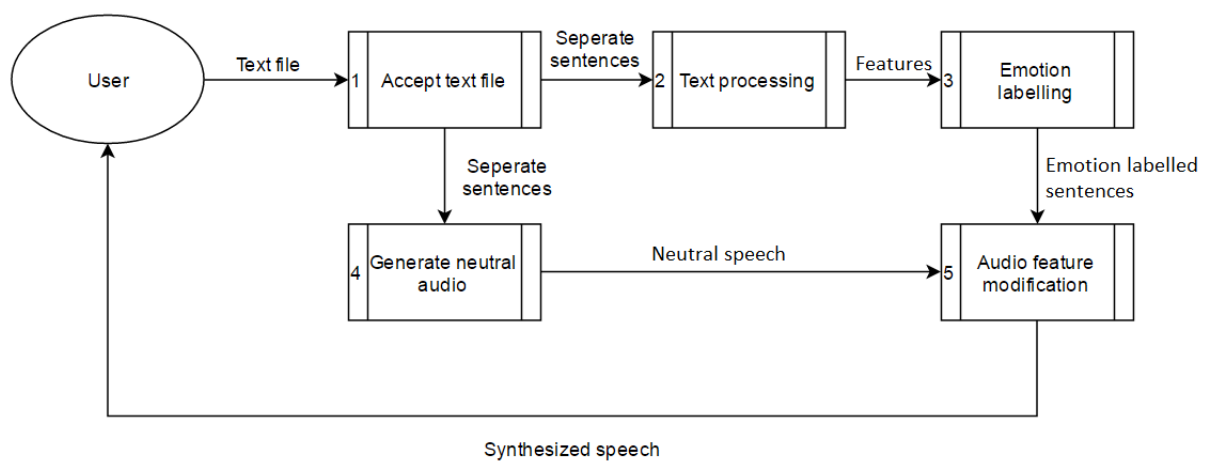 User
Text file
1
Accept text file
Seperate
sentences
2
Text processing
Features
3
Emotion
labelling
Seperate
sentences
Emotion labelled
sentences
4
Generate neutral
audio
Neutral speech
5
Audio feature
modification
Synthesized speech